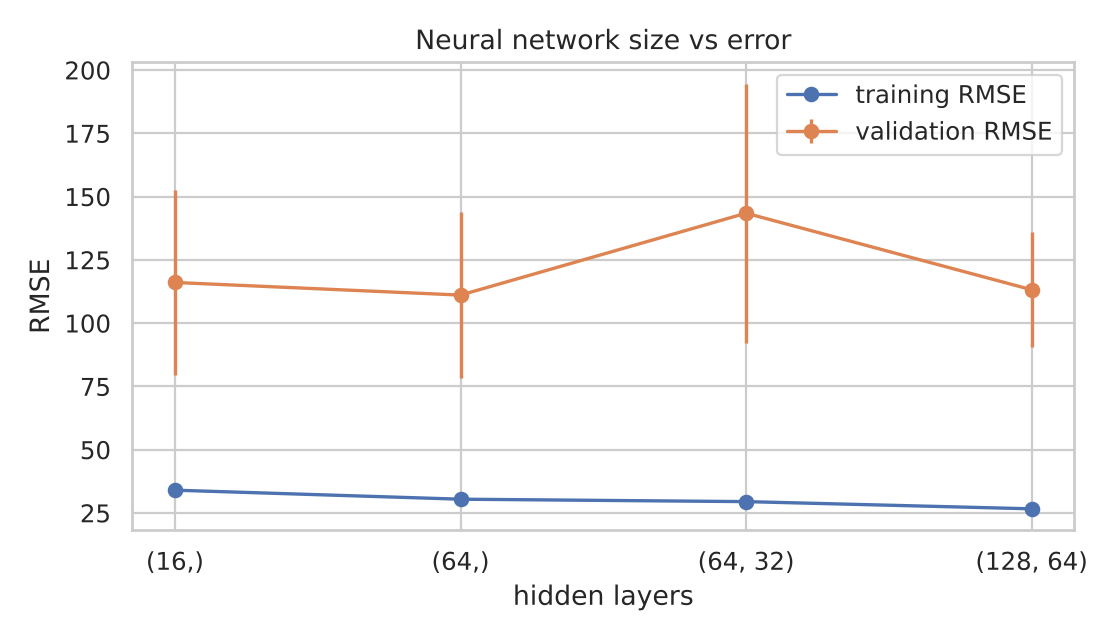 Neural network size vs error
training RMSE
validation RMSE
RMSE
200
175
150
125
100
75
50
25
(16,)
(64,)
(64, 32)
(128, 64)
hidden layers